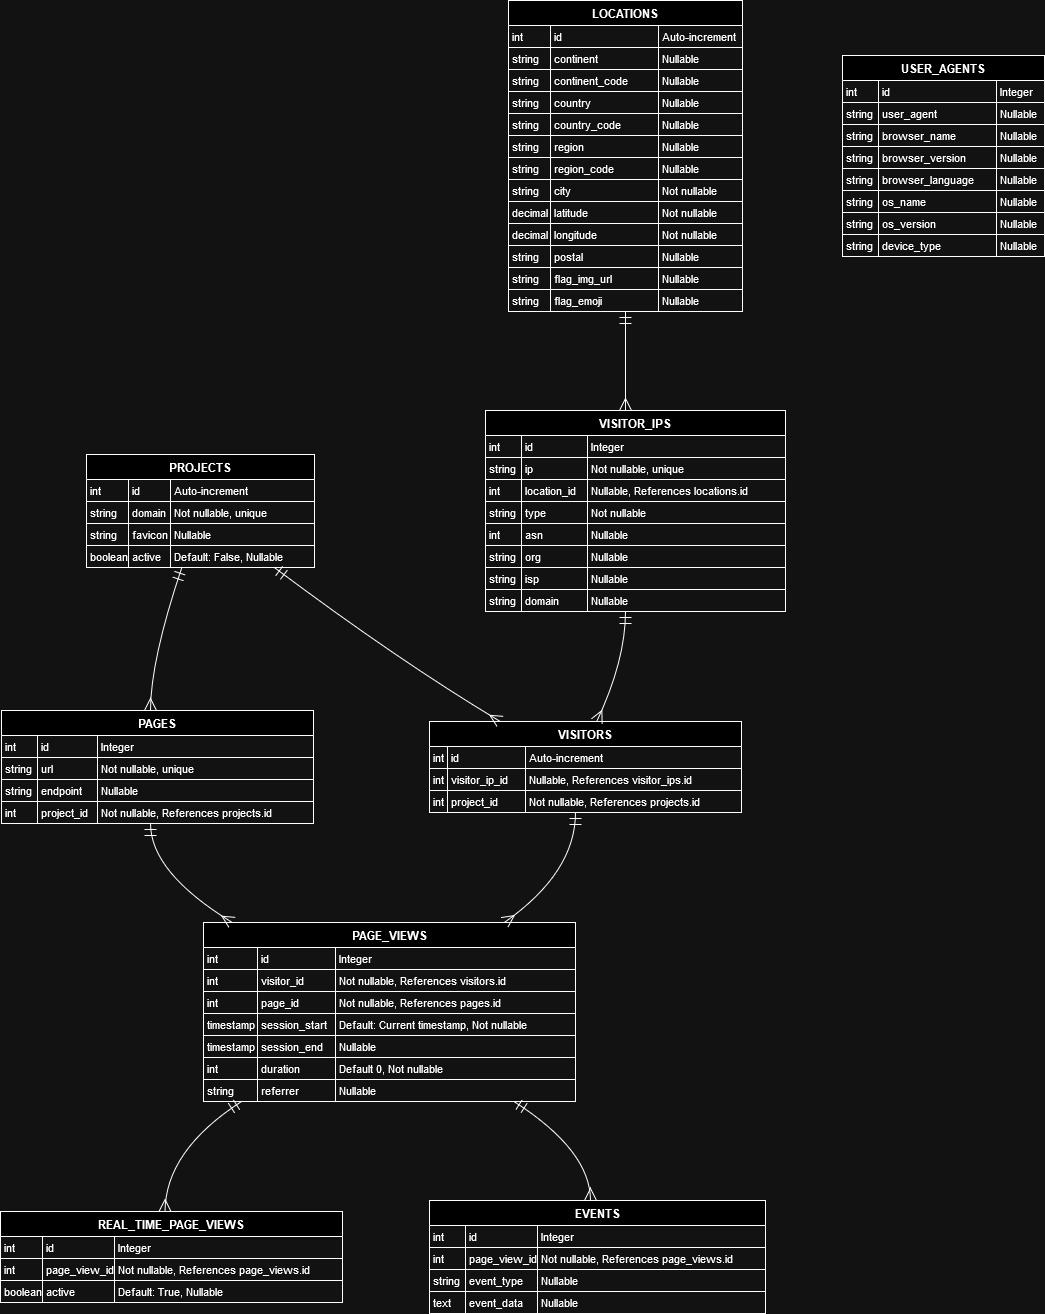 LOCATIONS
int id Auto-increment
string continent Nullable
string continent_code Nullable
string country Nullable
string country_code Nullable
string region Nullable
string region_code Nullable
string city Not nullable
decimal latitude Not nullable
decimal longitude Not nullable
string postal Nullable
string flag_img_url Nullable
string flag_emoji Nullable
USER_AGENTS
int id Integer
string user_agent Nullable
string browser_name Nullable
string browser_version Nullable
string browser_language Nullable
string os_name Nullable
string os_version Nullable
string device_type Nullable
VISITOR_IPS
int id Integer
string ip Not nullable, unique
int location_id Nullable, References locations.id
string type Not nullable
int asn Nullable
string org Nullable
string isp Nullable
string domain Nullable
PROJECTS
int id Auto-increment
string domain Not nullable, unique
string favicon Nullable
boolean active Default: False, Nullable
PAGES
int id Integer
string url Not nullable, unique
string endpoint Nullable
int project_id Not nullable, References projects.id
VISITORS
int id Auto-increment
int visitor_ip_id Nullable, References visitor_ips.id
int project_id Not nullable, References projects.id
PAGE_VIEWS
int id Integer
int visitor_id Not nullable, References visitors.id
int page_id Not nullable, References pages.id
timestamp session_start Default: Current timestamp, Not nullable
timestamp session_end Nullable
int duration Default 0, Not nullable
string referrer Nullable
REAL_TIME_PAGE_VIEWS
int id Integer
int page_view_id Not nullable, References page_views.id
boolean active Default: True, Nullable
EVENTS
int id Integer
int page_view_id Not nullable, References page_views.id
string event_type Nullable
text event_data Nullable